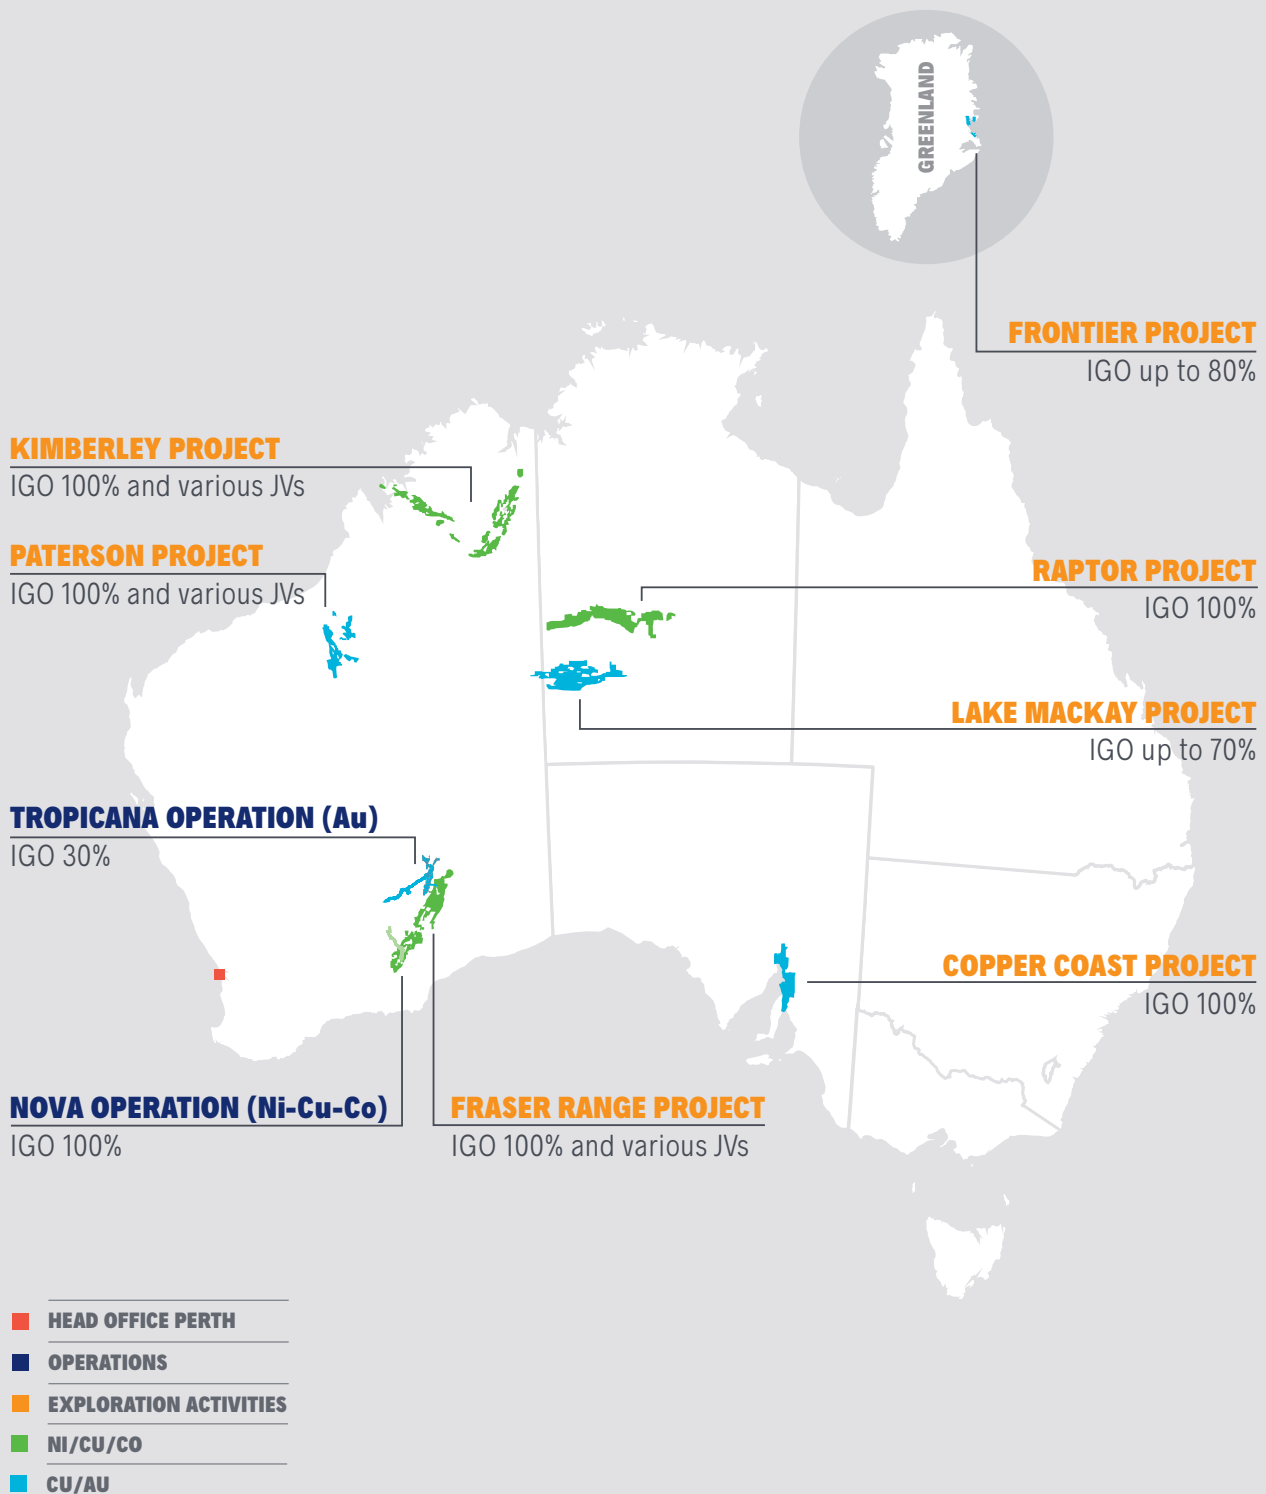 GREENLAND
FRONTIER PROJECT
IGO up to 80%
KIMBERLEY PROJECT
IGO 100% and various JVs
PATERSON PROJECT
IGO 100% and various JVs
RAPTOR PROJECT
IGO 100%
LAKE MACKAY PROJECT
IGO up to 70%
TROPICANA OPERATION (Au)
IGO 30%
COPPER COAST PROJECT
IGO 100%
NOVA OPERATION (Ni-Cu-Co)
IGO 100%
FRASER RANGE PROJECT
IGO 100% and various JVs
HEAD OFFICE PERTH
OPERATIONS
EXPLORATION ACTIVITIES
NI/CU/CO
CU/AU